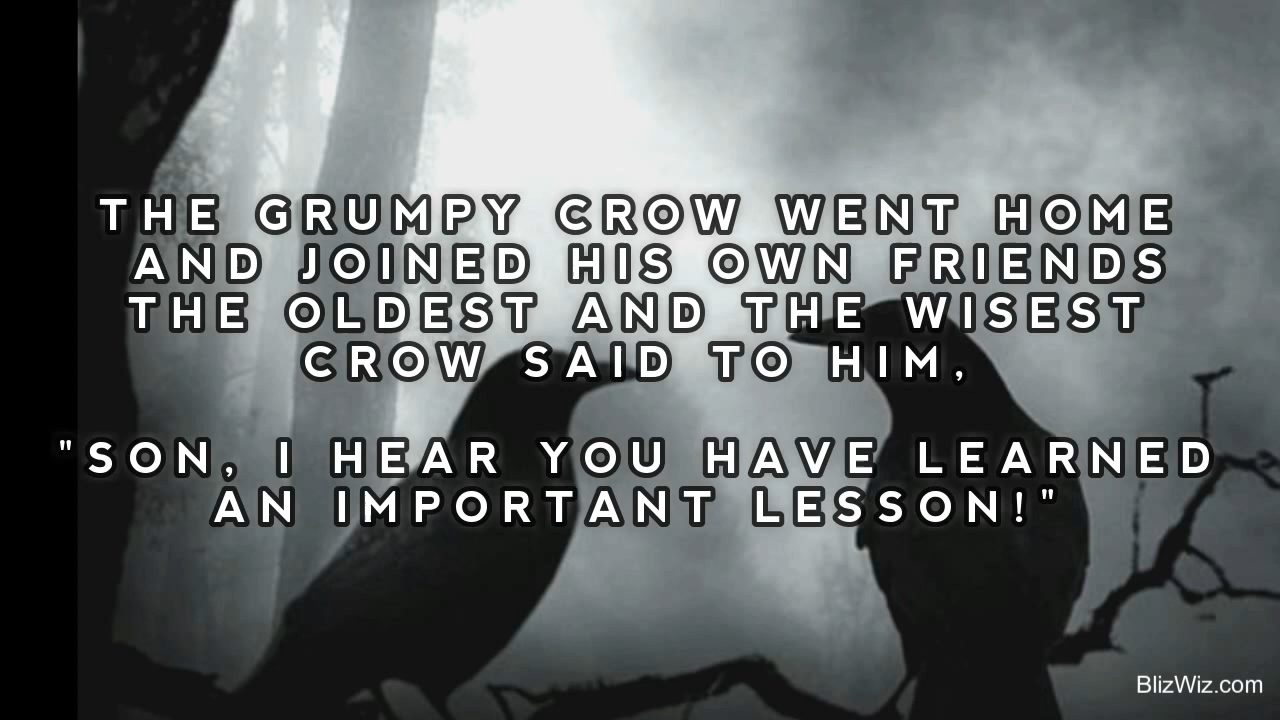 THE GRUMPY CROW WENT HOME
AND JOINED HIS OWN FRIENDS
THE OLDEST AND THE WISEST
CROW SAID TO HIM,
"SON, I HEAR YOU HAVE LEARNED
AN IMPORTANT LESSON!"
BlizWiz.com